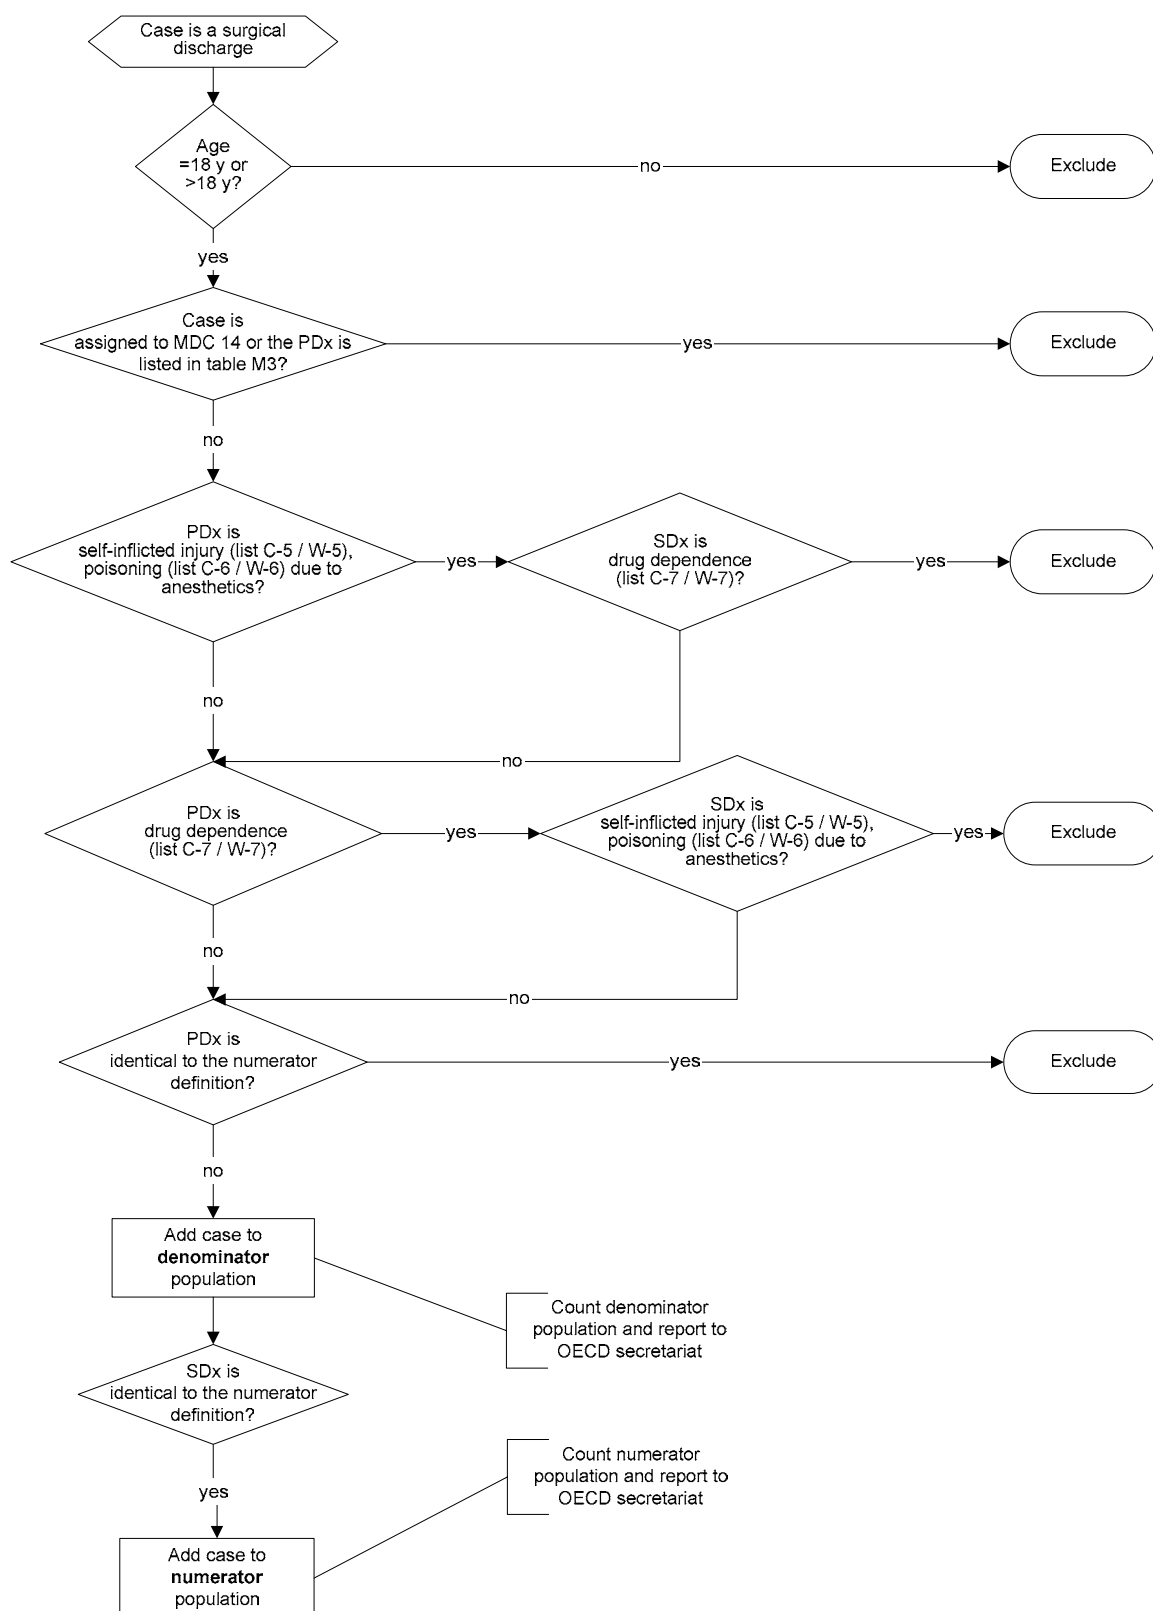 Case is a surgical
discharge
Age
=18 y or
>18 y?
no
Exclude
yes
Case is
assigned to MDC 14 or the PDx is
listed in table M3?
yes
Exclude
no
PDx is
self-inflicted injury (list C-5 / W-5),
poisoning (list C-6 / W-6) due to
anesthetics?
yes
SDx is
drug dependence
(list C-7 / W-7)?
yes
Exclude
no
no
PDx is
drug dependence
(list C-7 / W-7)?
yes
SDx is
self-inflicted injury (list C-5 / W-5),
poisoning (list C-6 / W-6) due to
anesthetics?
yes
Exclude
no
no
PDx is
identical to the numerator
definition?
yes
Exclude
no
Add case to
denominator
population
Count denominator
population and report to
OECD secretariat
SDx is
identical to the numerator
definition?
Count numerator
population and report to
OECD secretariat
yes
Add case to
numerator
population